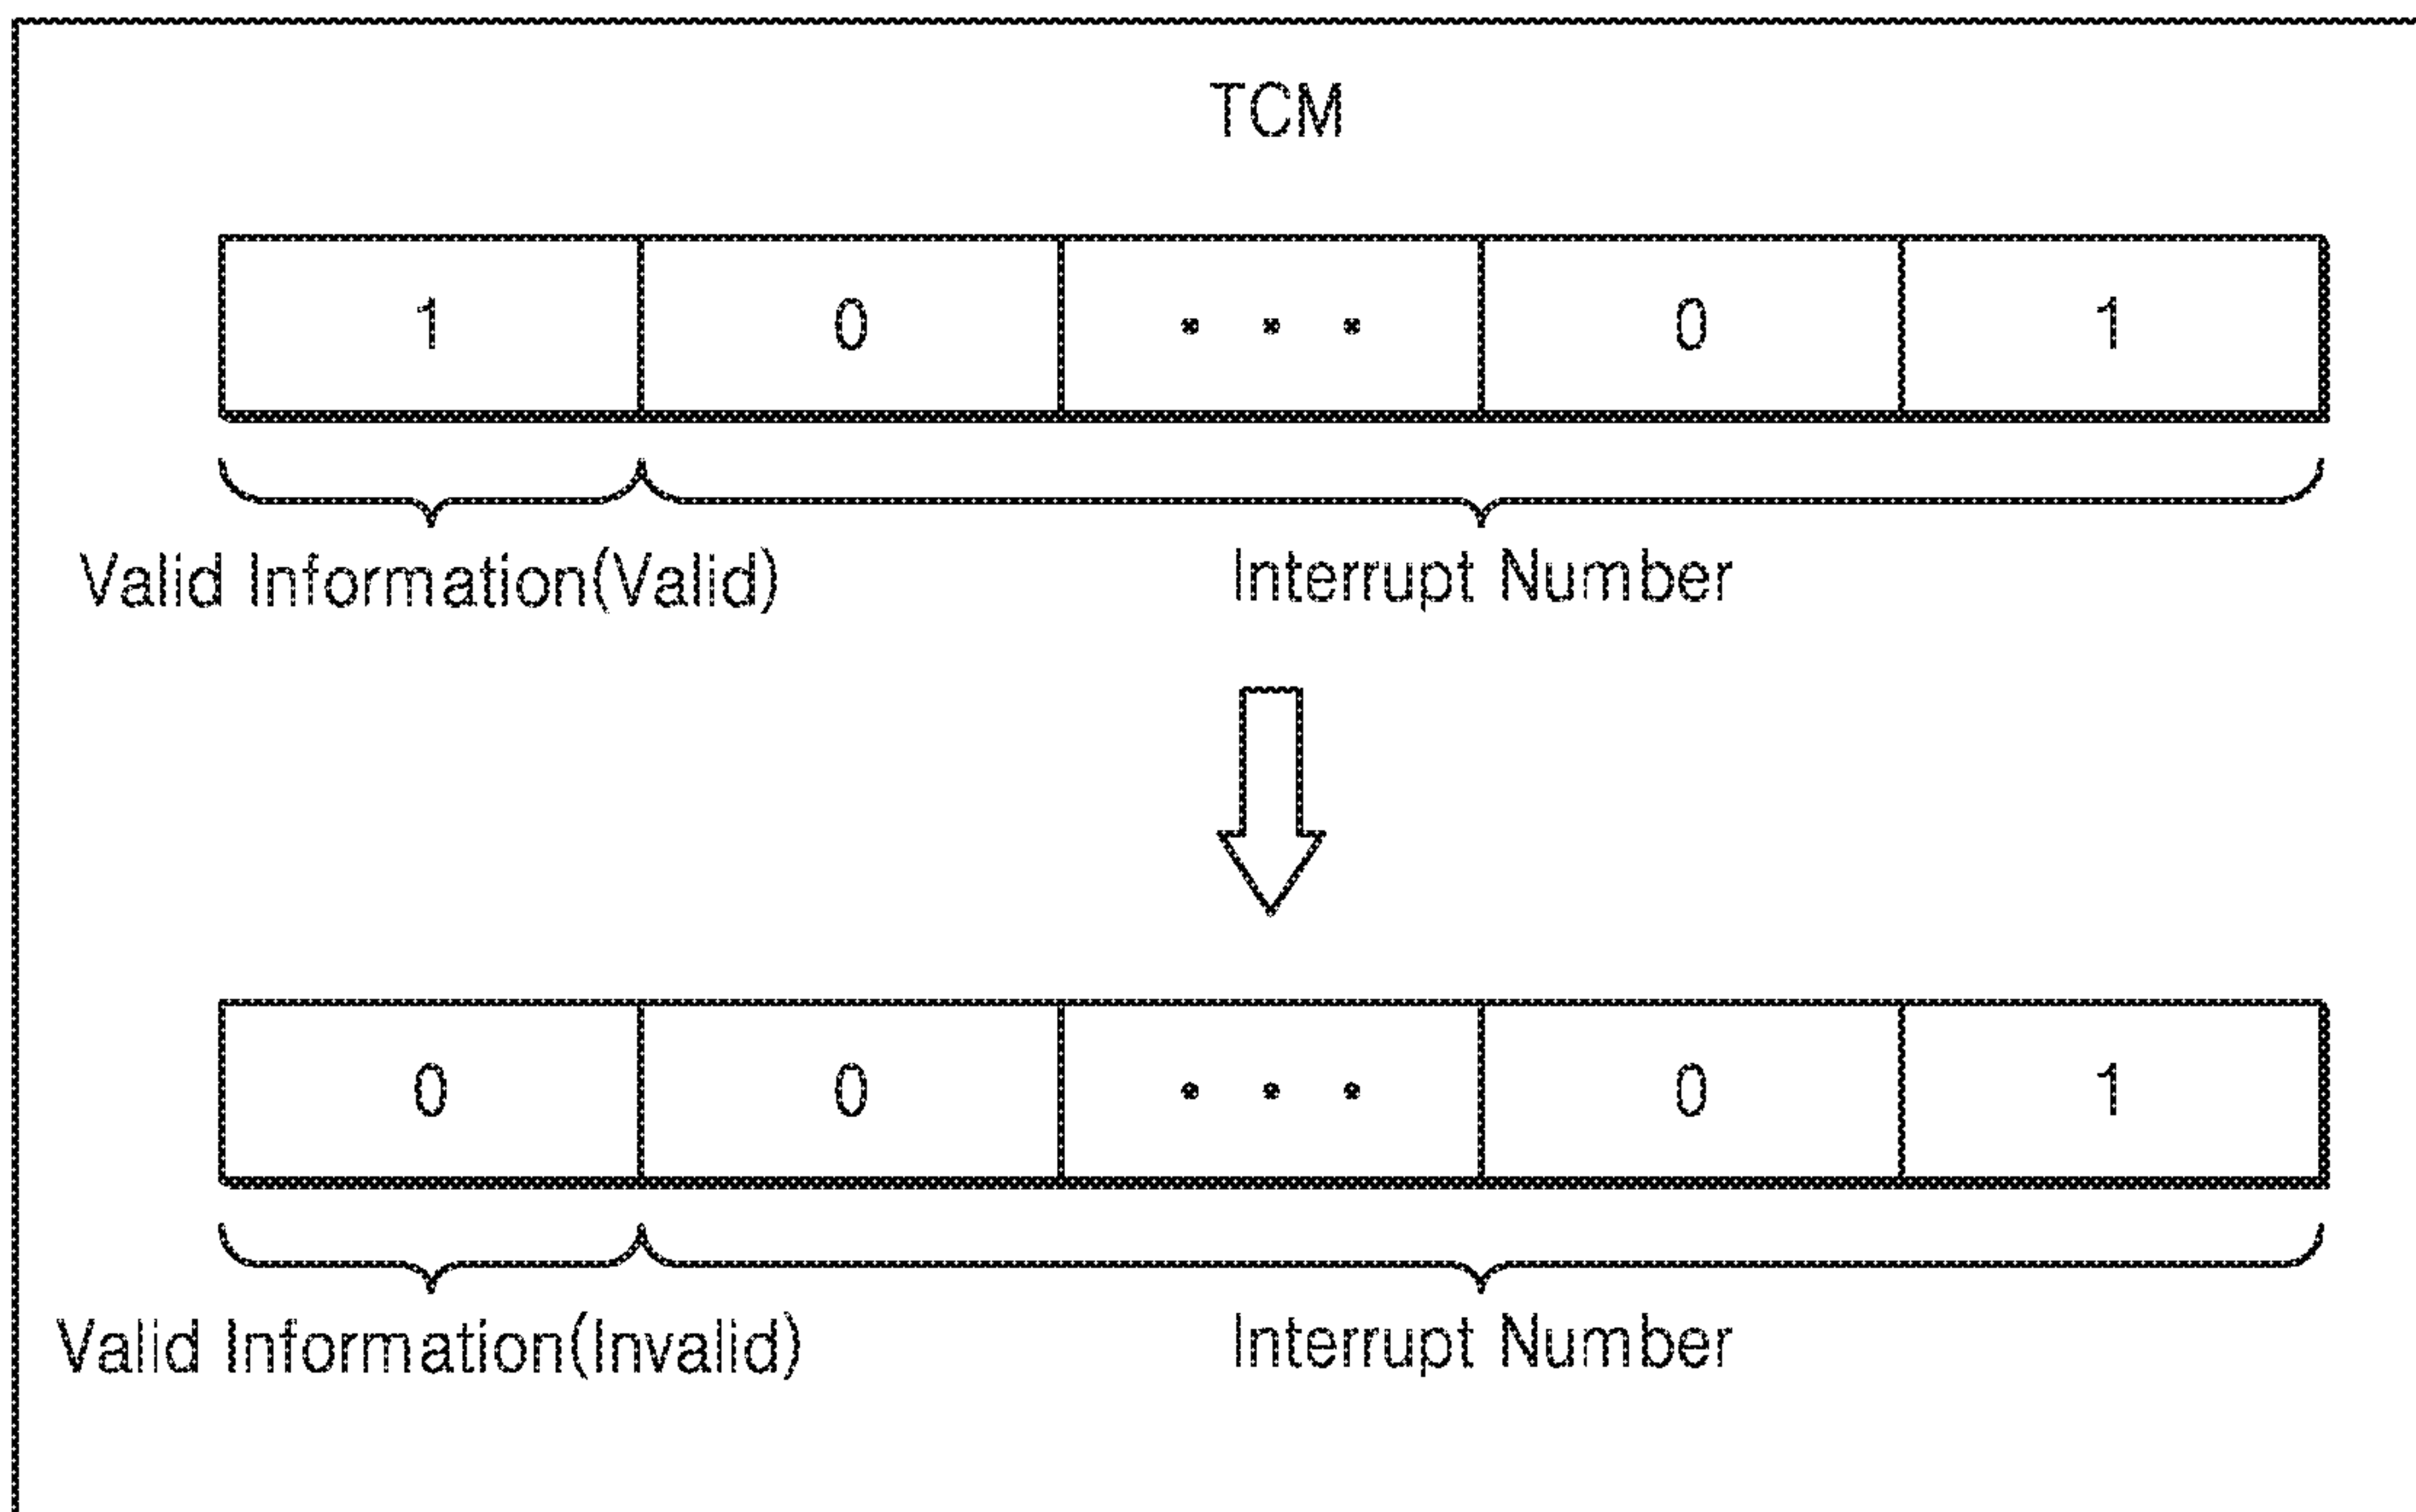 TCM
1 0 · · · 0 1
Valid Information(Valid) Interrupt Number
0 0 · · · 0 1
Valid Information(Invalid) Interrupt Number